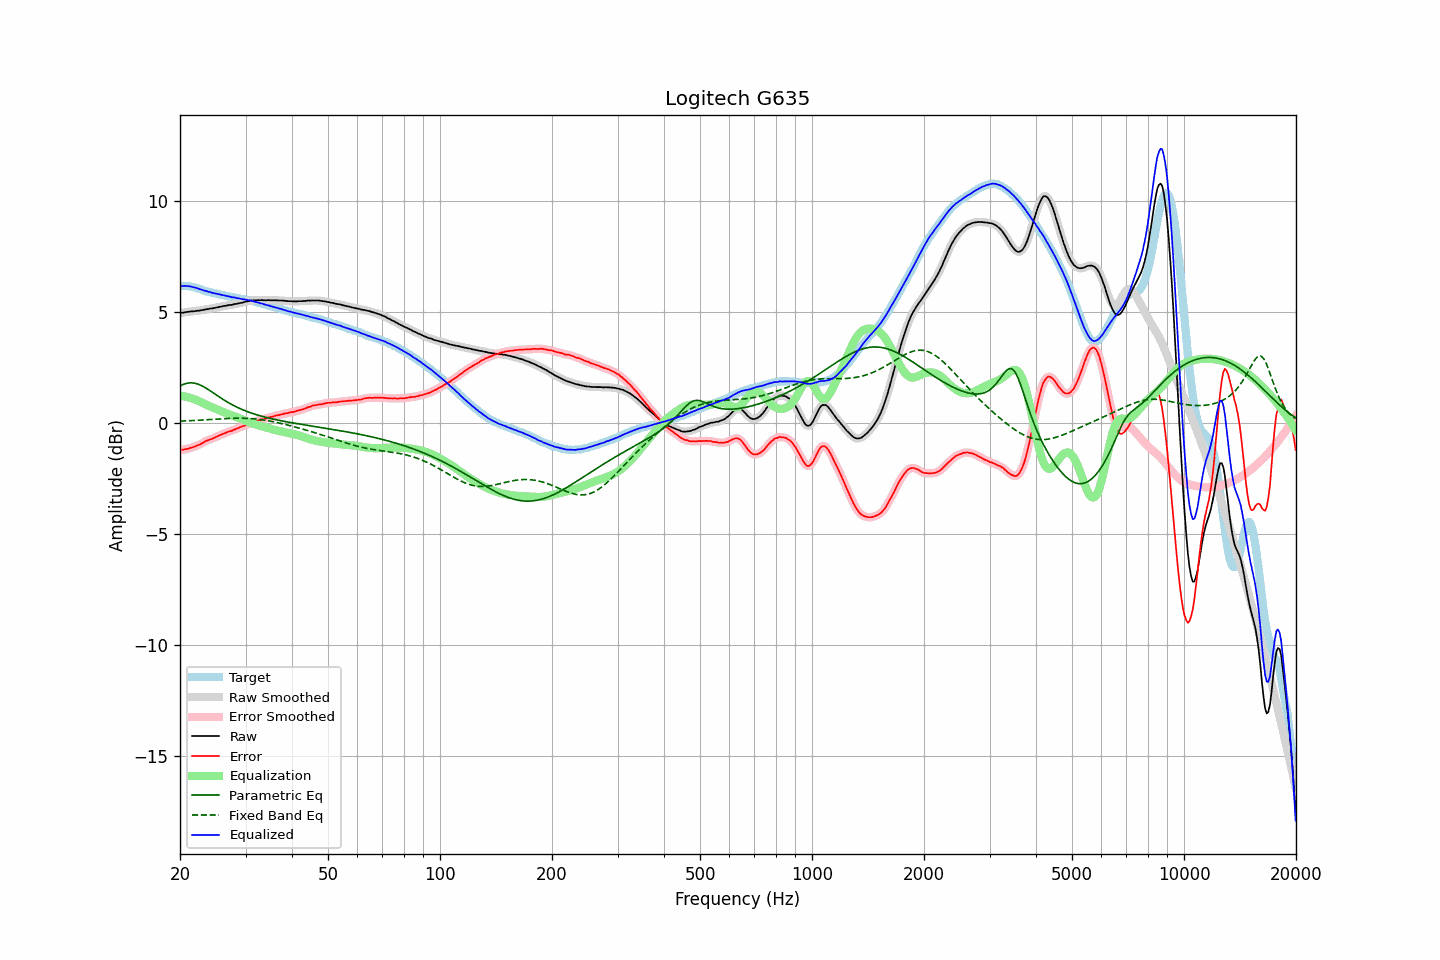 Logitech G635
Amplitude (dBr)
10
5
0
−5
−10
−15
Target
Raw Smoothed
Error Smoothed
Raw
Error
Equalization
Parametric Eq
Fixed Band Eq
Equalized
20 50 100 200 500 1000 2000 5000 10000 20000
Frequency (Hz)